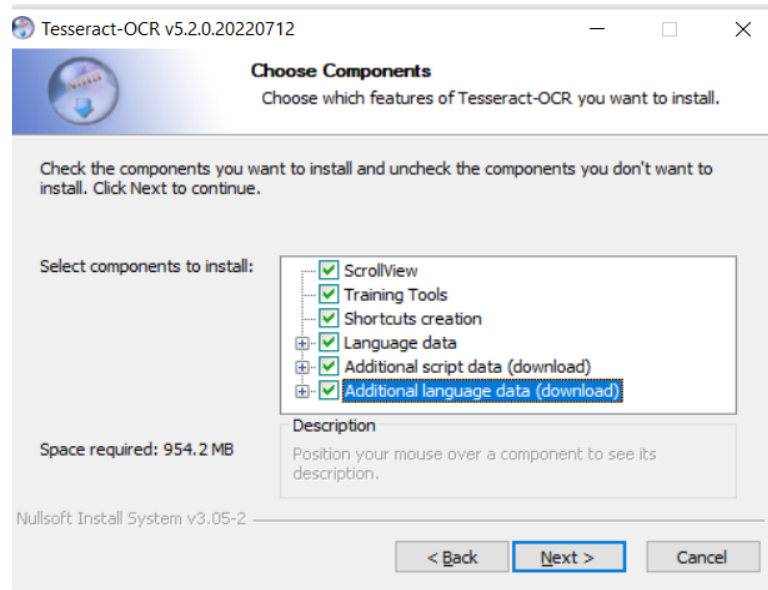 Tesseract-OCR v5.2.0.20220712
Choose Components
Choose which features of Tesseract-OCR you want to install.
Check the components you want to install and uncheck the components you don't want to
install. Click Next to continue.
Select components to install:
ScrollView
Training Tools
Shortcuts creation
Language data
Additional script data (download)
Additional language data (download)
Space required: 954.2 MB
Description
Position your mouse over a component to see its
description.
Nullsoft Install System v3.05-2
< Back
Next >
Cancel